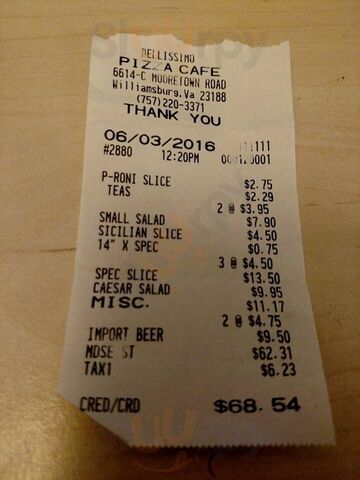 BELLISSIMO
PIZZA CAFE
6614-C MOORETOWN ROAD
Williamsburg, Va 23188
(757)220-3371
THANK YOU
06/03/2016
#2880 12:20PM
P-RONI SLICE $2.75
TEAS $2.29
2 @ $3.95
SMALL SALAD $7.90
SICILIAN SLICE $4.50
14" X SPEC $0.75
3 @ $4.50
SPEC SLICE $13.50
CAESAR SALAD $9.95
MISC. $11.17
2 @ $4.75
IMPORT BEER $9.50
MDSE ST $62.31
TAX1 $6.23
CRED/CRD $68.54